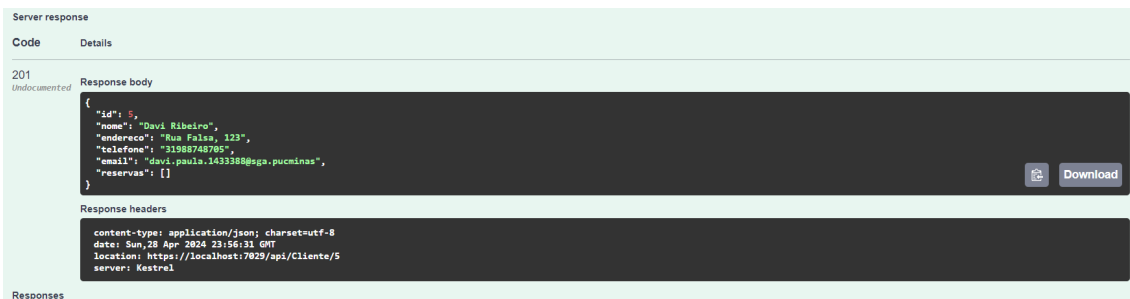 Server response
Code Details
201
Undocumented
Response body
{
"id": 5,
"nome": "Davi Ribeiro",
"endereco": "Rua Falsa, 123",
"telefone": "31988748705",
"email": "davi.paula.1433388@sga.pucminas",
"reservas": []
}
Download
Response headers
content-type: application/json; charset=utf-8
date: Sun,28 Apr 2024 23:56:31 GMT
location: https://localhost:7029/api/Cliente/5
server: Kestrel
Responses